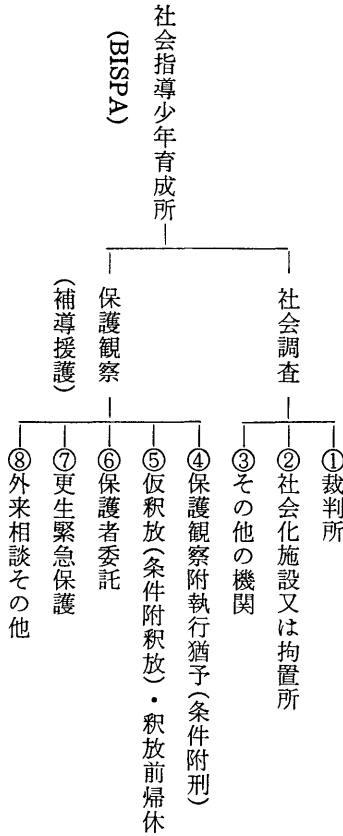 社会指導少年育成所
(BISPA)
社会調査
①裁判所
②社会化施設又は拘置所
③その他の機関
保護観察
(補導援護)
④保護観察附執行猶予(条件附刑)
⑤仮釈放(条件附釈放)・釈放前帰休
⑥保護者委託
⑦更生緊急保護
⑧外来相談その他